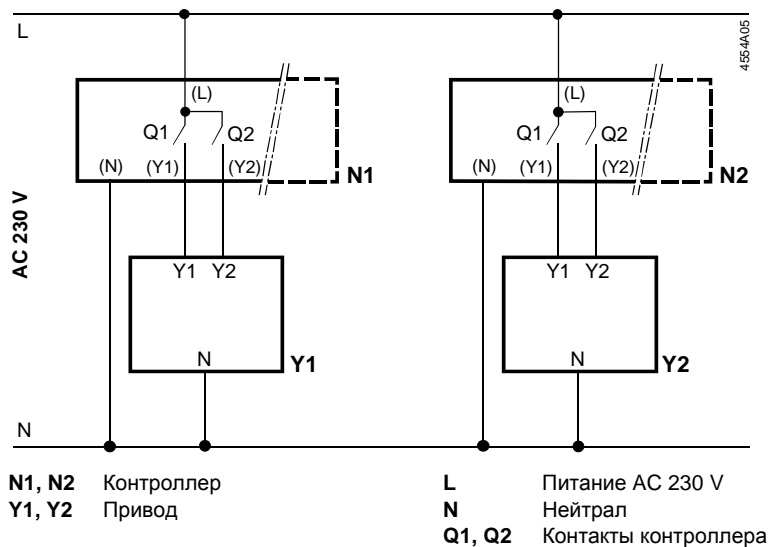 L
4554A05
(L)
(L)
Q1
Q2
Q1
Q2
(N)
(Y1)
(Y2)
N1
(N)
(Y1)
(Y2)
N2
AC 230 V
Y1
Y2
Y1
Y2
N
Y1
N
Y2
N
N1, N2 Контроллер
Y1, Y2 Привод
L Питание AC 230 V
N Нейтрал
Q1, Q2 Контакты контроллера